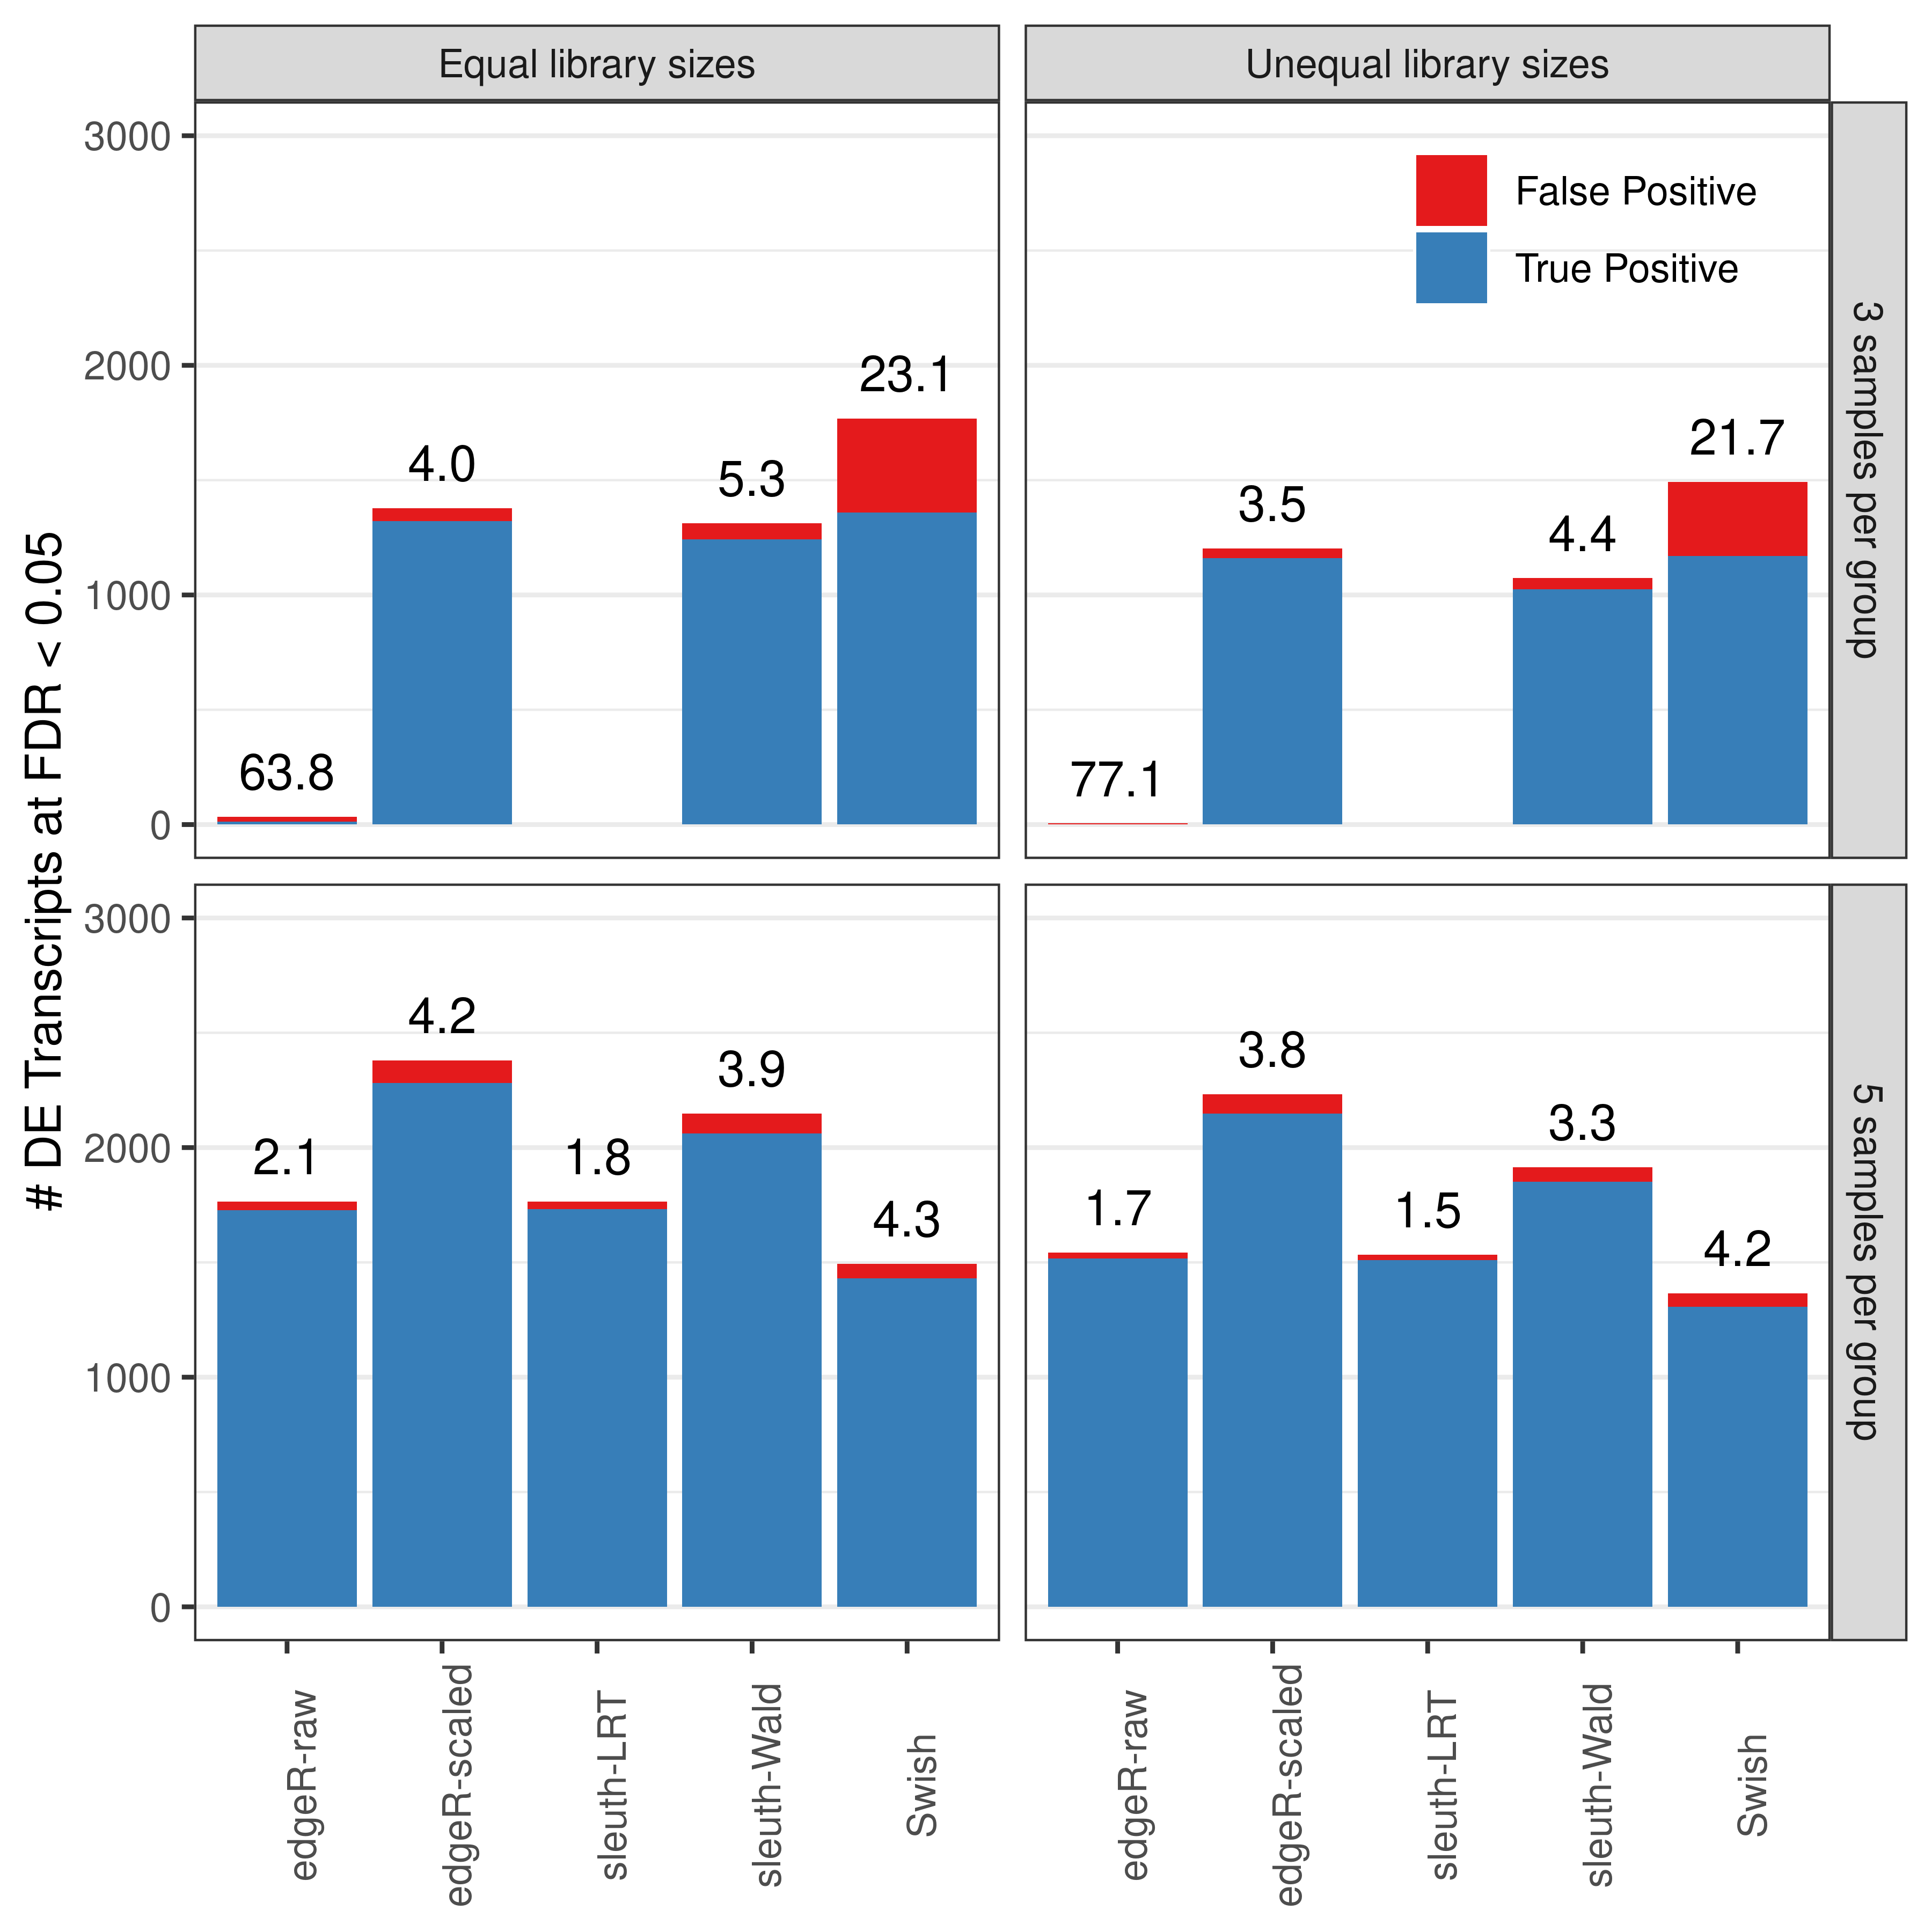 Equal library sizes
Unequal library sizes
# DE Transcripts at FDR < 0.05
3000
2000
1000
0
63.8
4.0
5.3
23.1
False Positive
True Positive
77.1
3.5
4.4
21.7
3 samples per group
3000
2000
1000
0
2.1
4.2
1.8
3.9
4.3
1.7
3.8
1.5
3.3
4.2
5 samples per group
edgeR-raw
edgeR-scaled
sleuth-LRT
sleuth-Wald
Swish
edgeR-raw
edgeR-scaled
sleuth-LRT
sleuth-Wald
Swish